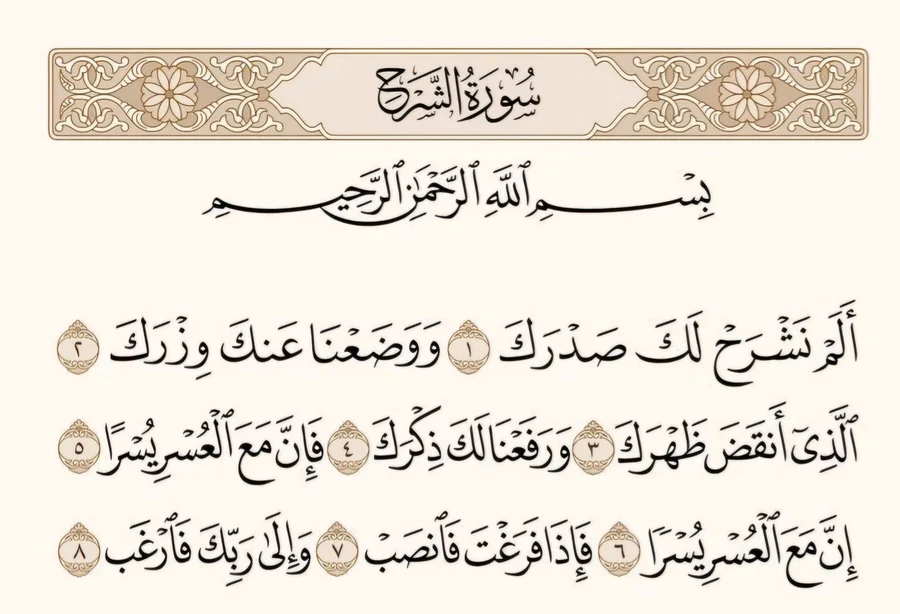 سُورَةُ الشَّرْحِ
بِسْمِ ٱللَّهِ ٱلرَّحْمَٰنِ ٱلرَّحِيمِ
أَلَمْ نَشْرَحْ لَكَ صَدْرَكَ ١ وَوَضَعْنَا عَنكَ وِزْرَكَ ٢
ٱلَّذِىٓ أَنقَضَ ظَهْرَكَ ٣ وَرَفَعْنَا لَكَ ذِكْرَكَ ٤ فَإِنَّ مَعَ ٱلْعُسْرِ يُسْرًا ٥
إِنَّ مَعَ ٱلْعُسْرِ يُسْرًا ٦ فَإِذَا فَرَغْتَ فَٱنصَبْ ٧ وَإِلَىٰ رَبِّكَ فَٱرْغَب ٨